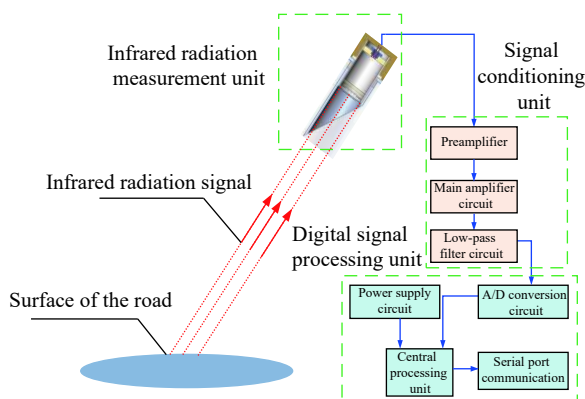 Infrared radiation
measurement unit
Signal
conditioning
unit
Preamplifier
Main amplifier
circuit
Low-pass
filter circuit
Infrared radiation signal
Digital signal
processing unit
Surface of the road
Power supply
circuit
A/D conversion
circuit
Central
processing
unit
Serial port
communication